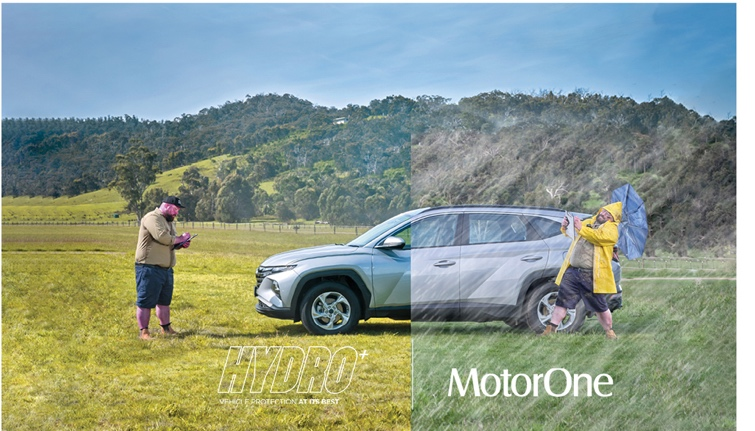 HYDRO+
VEHICLE PROTECTION AT ITS BEST
MotorOne